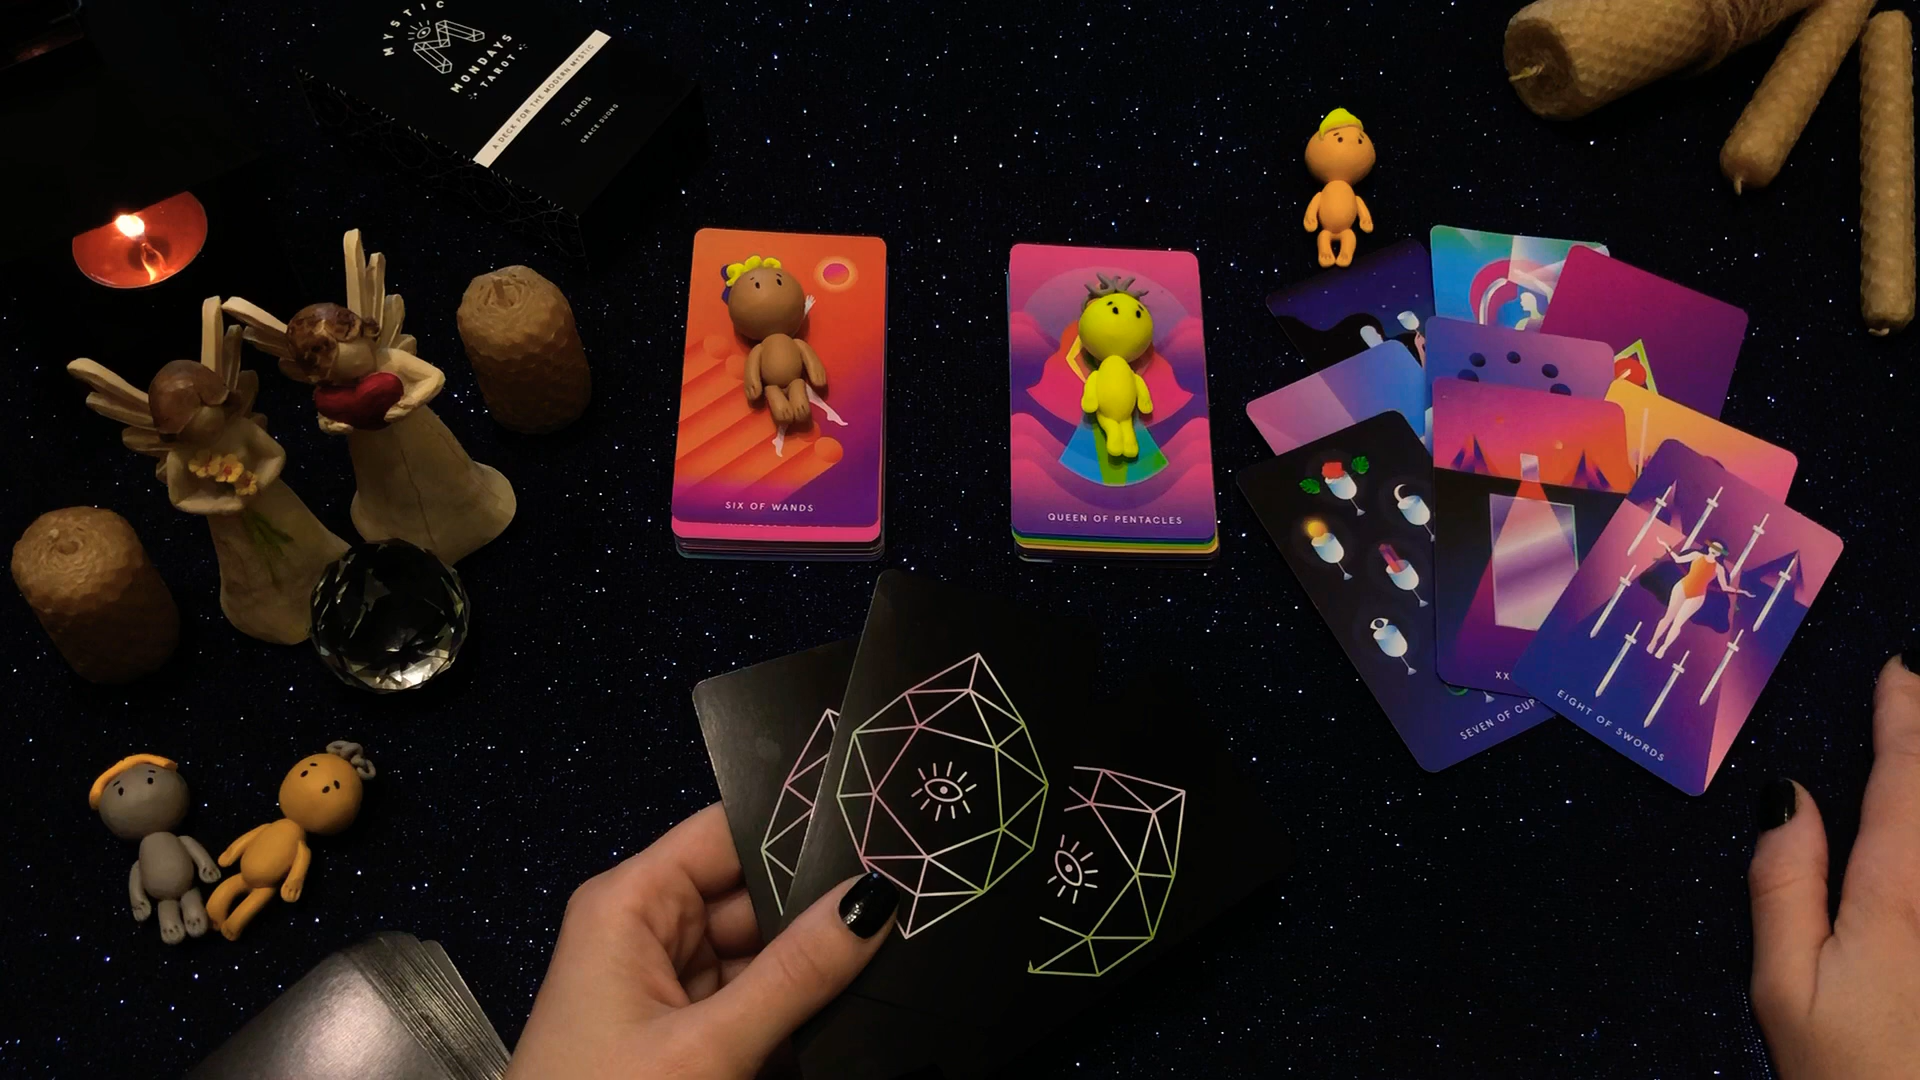 MYSTIC
MONDAYS
TAROT
A DECK FOR THE MODERN MYSTIC
78 CARDS
GRACE DUONG
SIX OF WANDS
QUEEN OF PENTACLES
XX
SEVEN OF CUP
EIGHT OF SWORDS